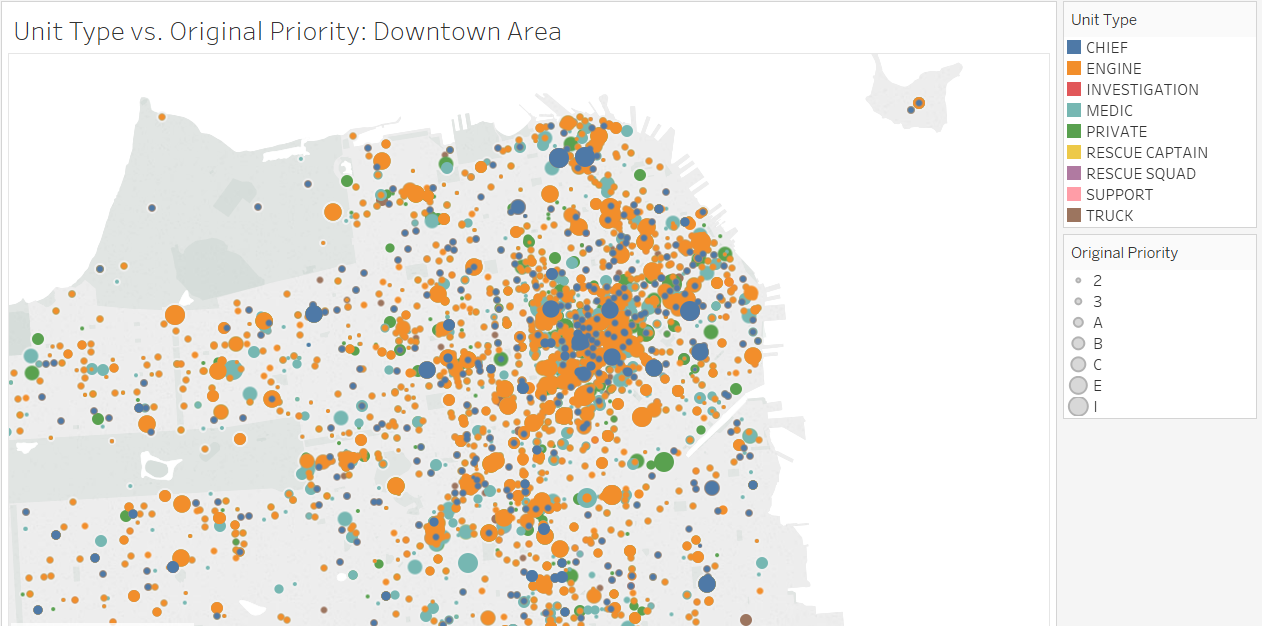 Unit Type vs. Original Priority: Downtown Area
Unit Type
CHIEF
ENGINE
INVESTIGATION
MEDIC
PRIVATE
RESCUE CAPTAIN
RESCUE SQUAD
SUPPORT
TRUCK
Original Priority
2
3
A
B
C
E
I